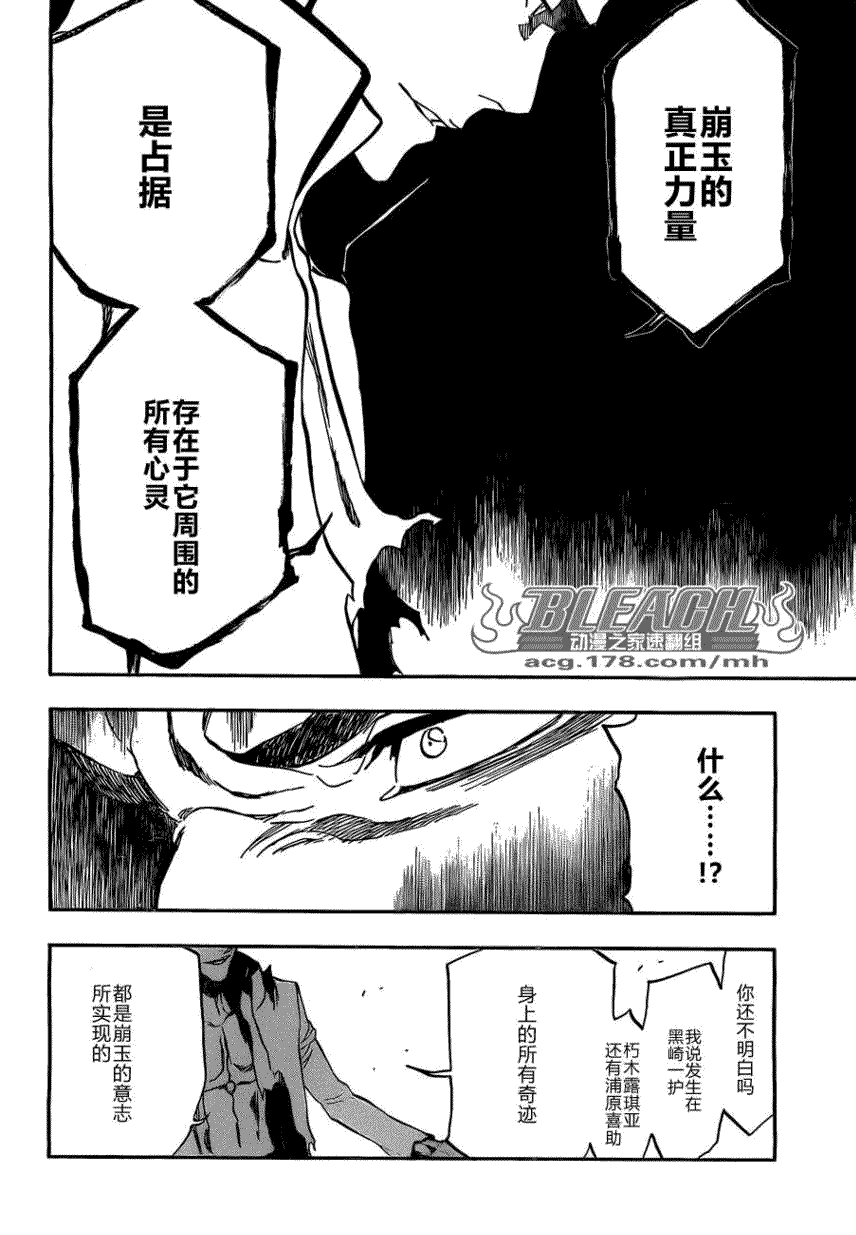 崩玉的
真正力量
是占据
存在于它周围的
所有心灵
BLEACH
动漫之家速翻组
acg.178.com/mh
什么……!?
你还不明白吗
我说发生在
黑崎一护
朽木露琪亚
还有浦原喜助
身上的所有奇迹
都是崩玉的意志
所实现的